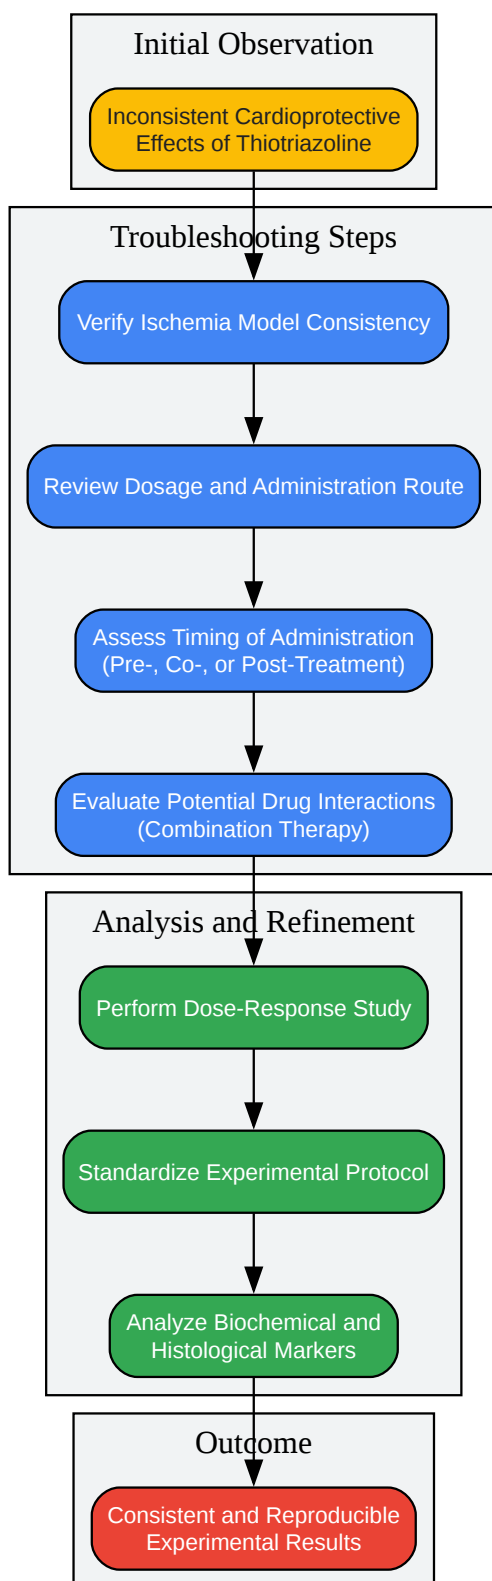 Initial Observation
Inconsistent Cardioprotective
Effects of Thiotriazoline
Troubleshooting Steps
Verify Ischemia Model Consistency
Review Dosage and Administration Route
Assess Timing of Administration
(Pre-, Co-, or Post-Treatment)
Evaluate Potential Drug Interactions
(Combination Therapy)
Analysis and Refinement
Perform Dose-Response Study
Standardize Experimental Protocol
Analyze Biochemical and
Histological Markers
Outcome
Consistent and Reproducible
Experimental Results